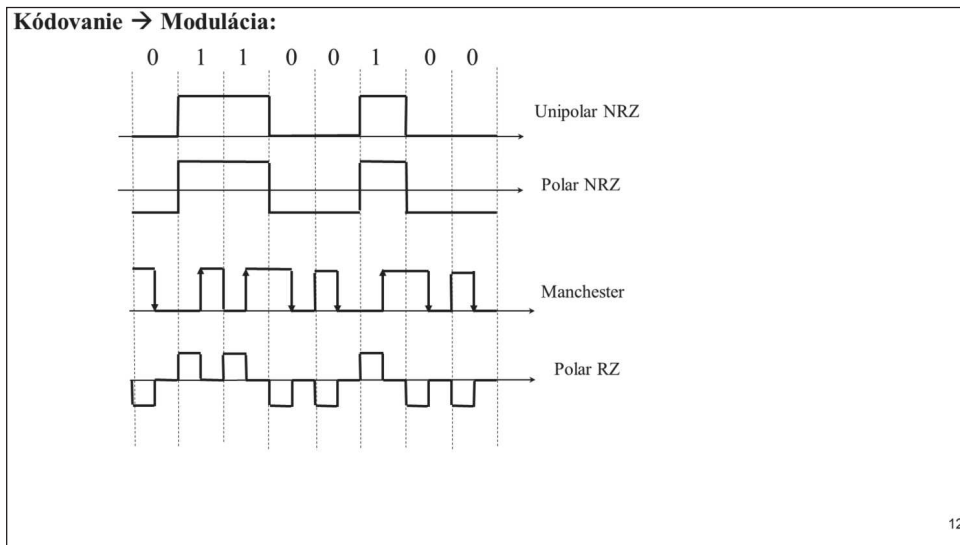 Kódovanie → Modulácia:
0 1 1 0 0 1 0 0
Unipolar NRZ
Polar NRZ
Manchester
Polar RZ
12